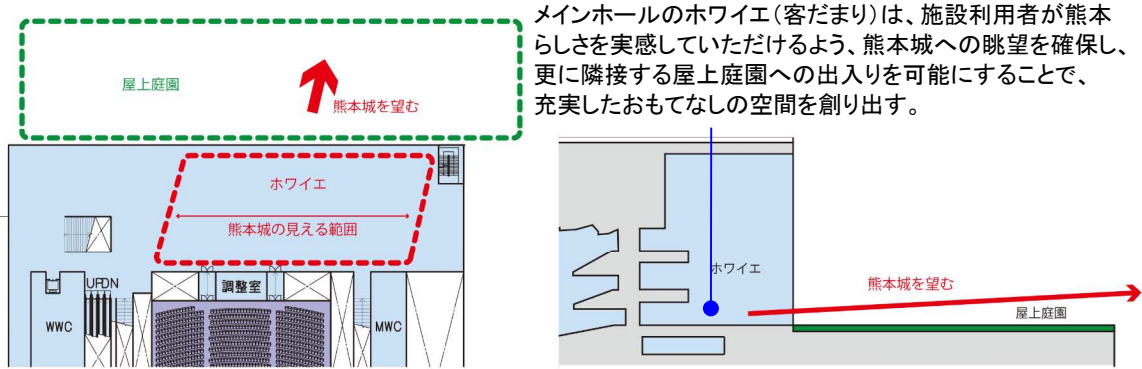 メインホールのホワイエ（客だまり）は、施設利用者が熊本
らしさを実感していただけるよう、熊本城への眺望を確保し、
更に隣接する屋上庭園への出入りを可能にすることで、
充実したおもてなしの空間を創り出す。
屋上庭園
熊本城を望む
ホワイエ
熊本城の見える範囲
UPDN
調整室
WWC
MWC
ホワイエ
熊本城を望む
屋上庭園